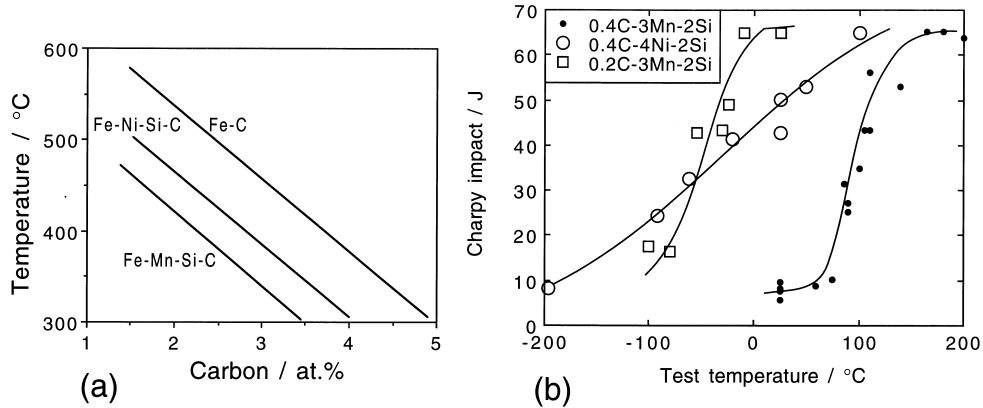 600
500
400
300
1
2
3
4
5
Temperature / °C
Carbon / at.%
Fe-Ni-Si-C
Fe-C
Fe-Mn-Si-C
(a)
70
60
50
40
30
20
10
0
-200
-100
0
100
200
Charpy impact / J
Test temperature / °C
0.4C-3Mn-2Si
0.4C-4Ni-2Si
0.2C-3Mn-2Si
(b)